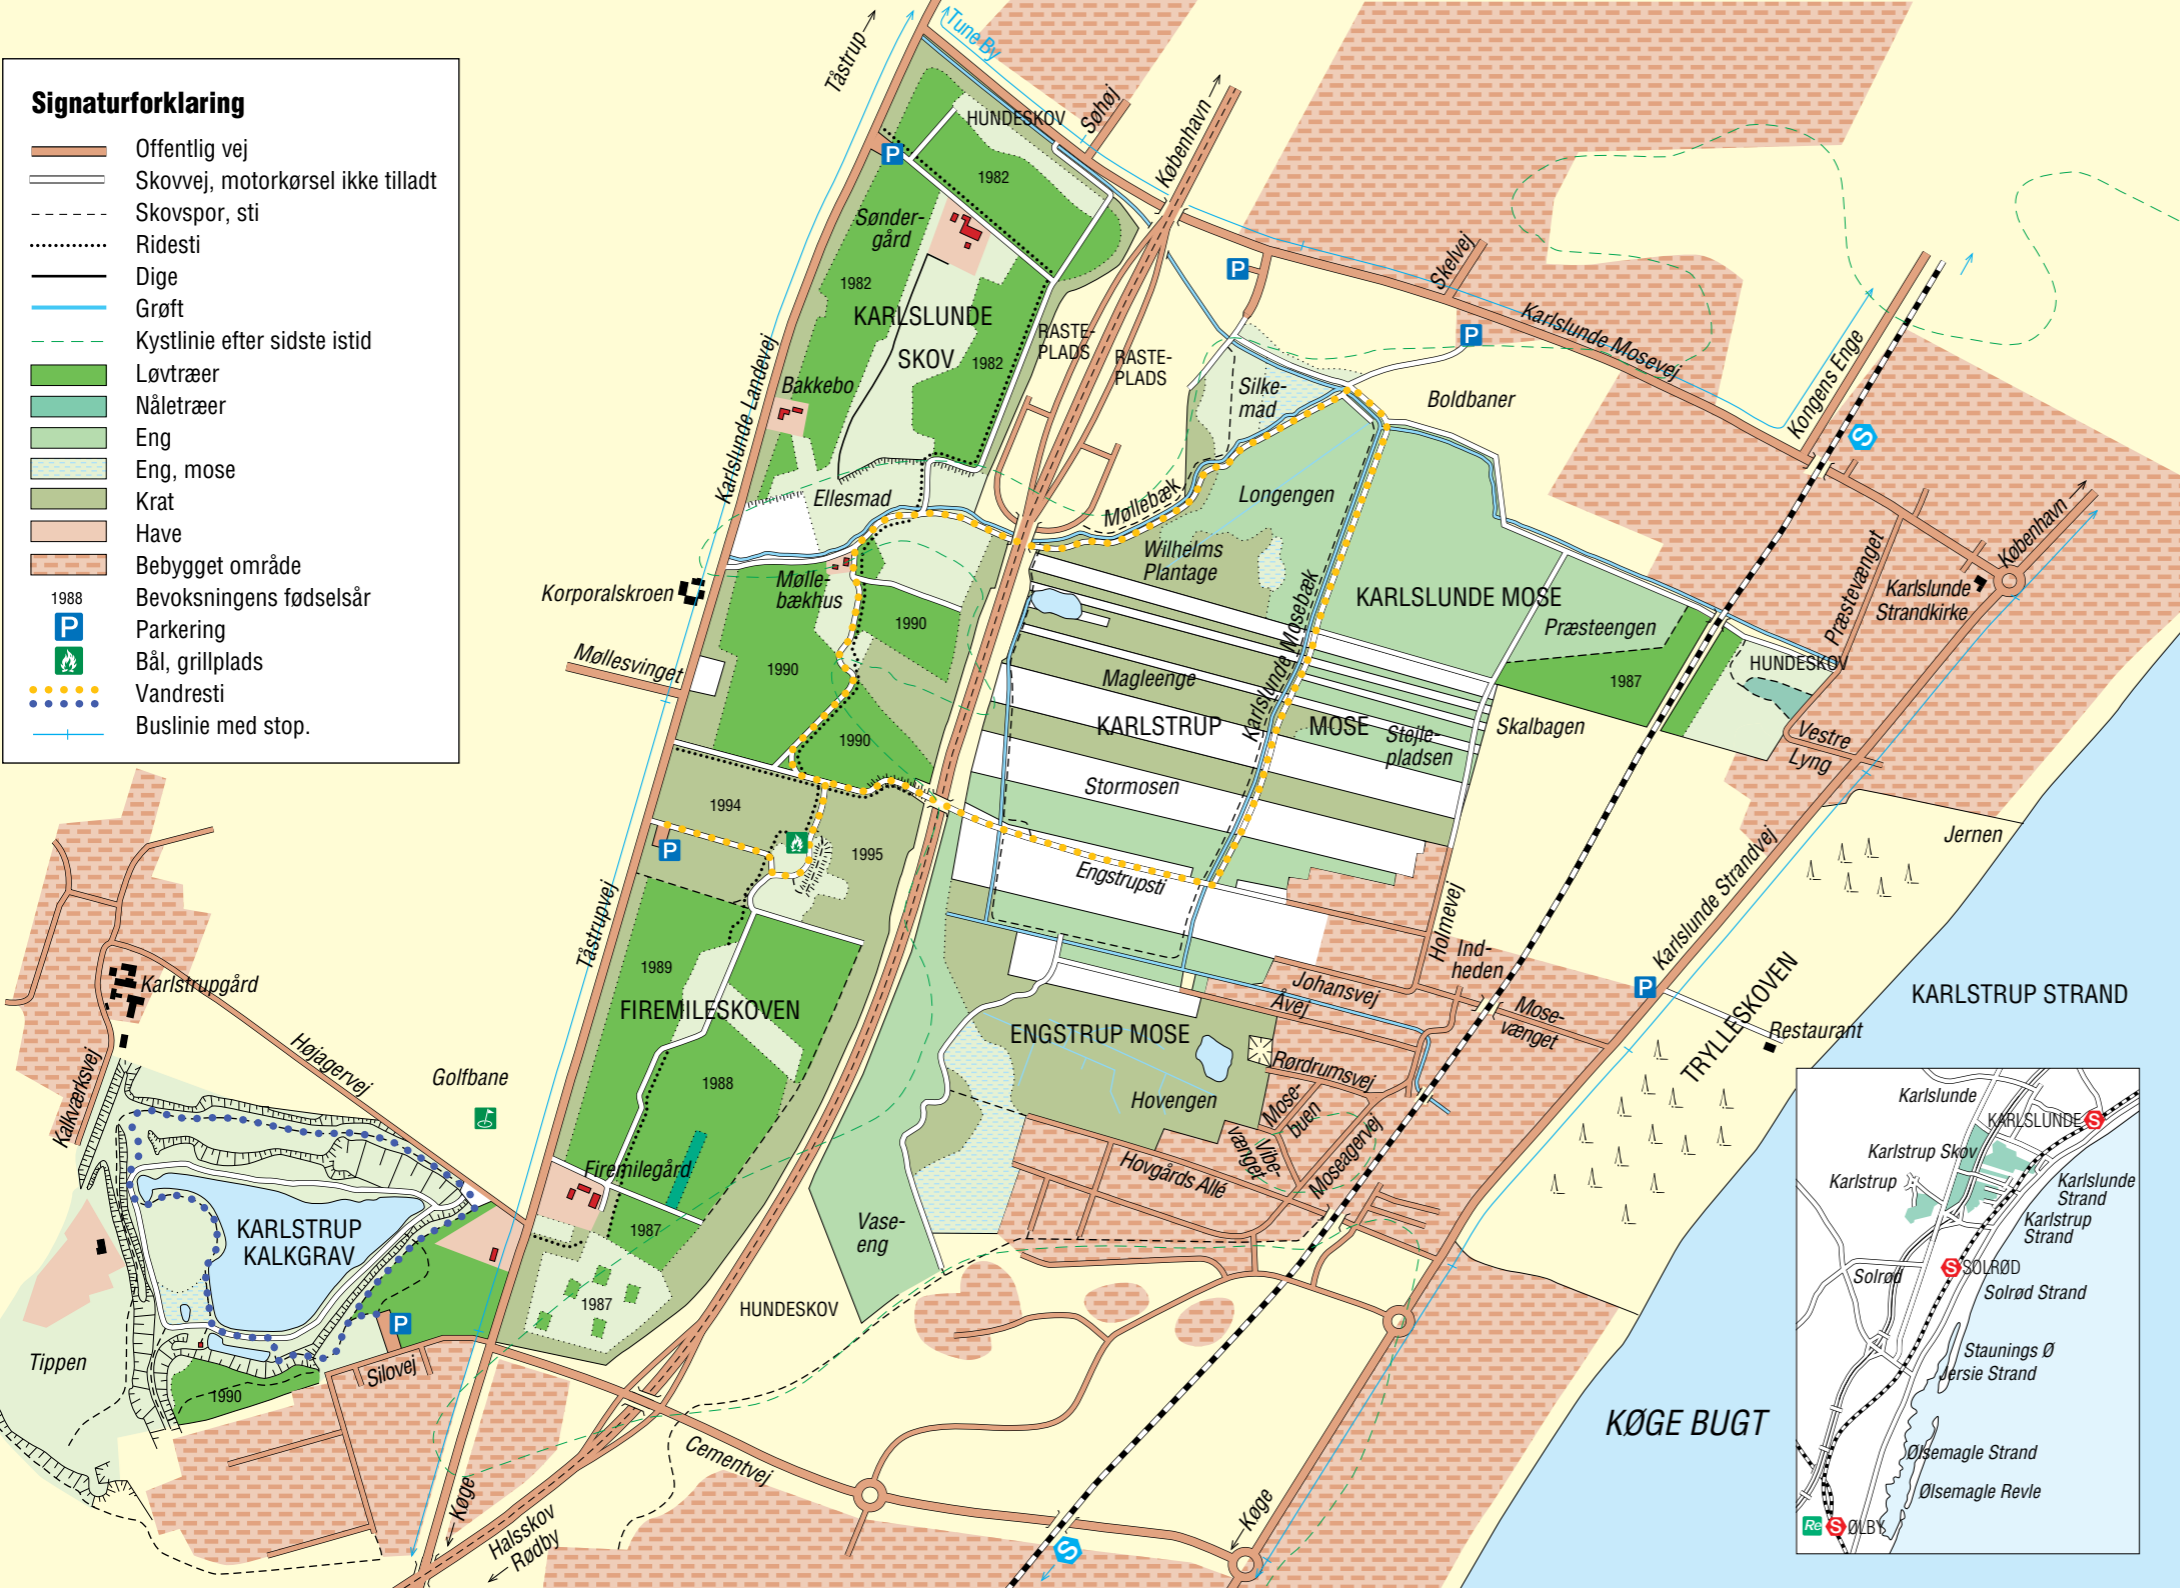 Signaturforklaring
Offentlig vej
Skovvej, motorkørsel ikke tilladt
Skovspor, sti
Ridesti
Dige
Grøft
Kystlinie efter sidste istid
Løvtræer
Nåletræer
Eng
Eng, mose
Krat
Have
Bebygget område
1988 Bevoksningens fødselsår
P Parkering
Bål, grillplads
Vandresti
Buslinie med stop.
Tåstrup
Tune By
HUNDESKOV
Søhøj
København
P
1982
Sønder-
gård
1982
KARLSLUNDE
SKOV
1982
RASTE-
PLADS
RASTE-
PLADS
P
Skelvej
Karlslunde Mosevej
P
Kongens Enge
S
Bakkebo
Karlslunde Landevej
Silke-
mad
Boldbaner
Ellesmad
Møllebæk
Longengen
Wilhelms
Plantage
Korporalskroen
Mølle-
bækhus
1990
1990
Møllesvinget
1990
KARLSLUNDE MOSE
Præsteengen
Præstevænget
København
Karlslunde
Strandkirke
HUNDESKOV
1987
Magleenge
Karlslunde Mosebæk
KARLSTRUP
MOSE
Stejle-
pladsen
Skalbagen
Vestre
Lyng
Stormosen
1994
1995
P
Engstrupsti
Jernen
Karlslunde Strandvej
Tåstrupvej
Holmevej
Ind-
heden
Johansvej
Åvej
Mose-
vænget
P
TRYLLESKOVEN
KARLSTRUP STRAND
Restaurant
1989
FIREMILESKOVEN
1988
ENGSTRUP MOSE
Hovengen
Rørdrumsvej
Mose-
buen
Vilbe-
vænget
Moseagervej
Hovgårds Allé
Karlstrupgård
Kalkværksvej
Højagervej
Golfbane
Firemilegård
1987
1987
Vase-
eng
HUNDESKOV
KARLSTRUP
KALKGRAV
P
Tippen
1990
Silovej
Køge
Halsskov
Rødby
Cementvej
S
Køge
KØGE BUGT
Karlslunde
KARLSLUNDE S
Karlstrup Skov
Karlstrup
Karlslunde
Strand
Karlstrup
Strand
S SOLRØD
Solrød
Solrød Strand
Staunings Ø
Jersie Strand
Ølsemagle Strand
Ølsemagle Revle
Re S ØLBY